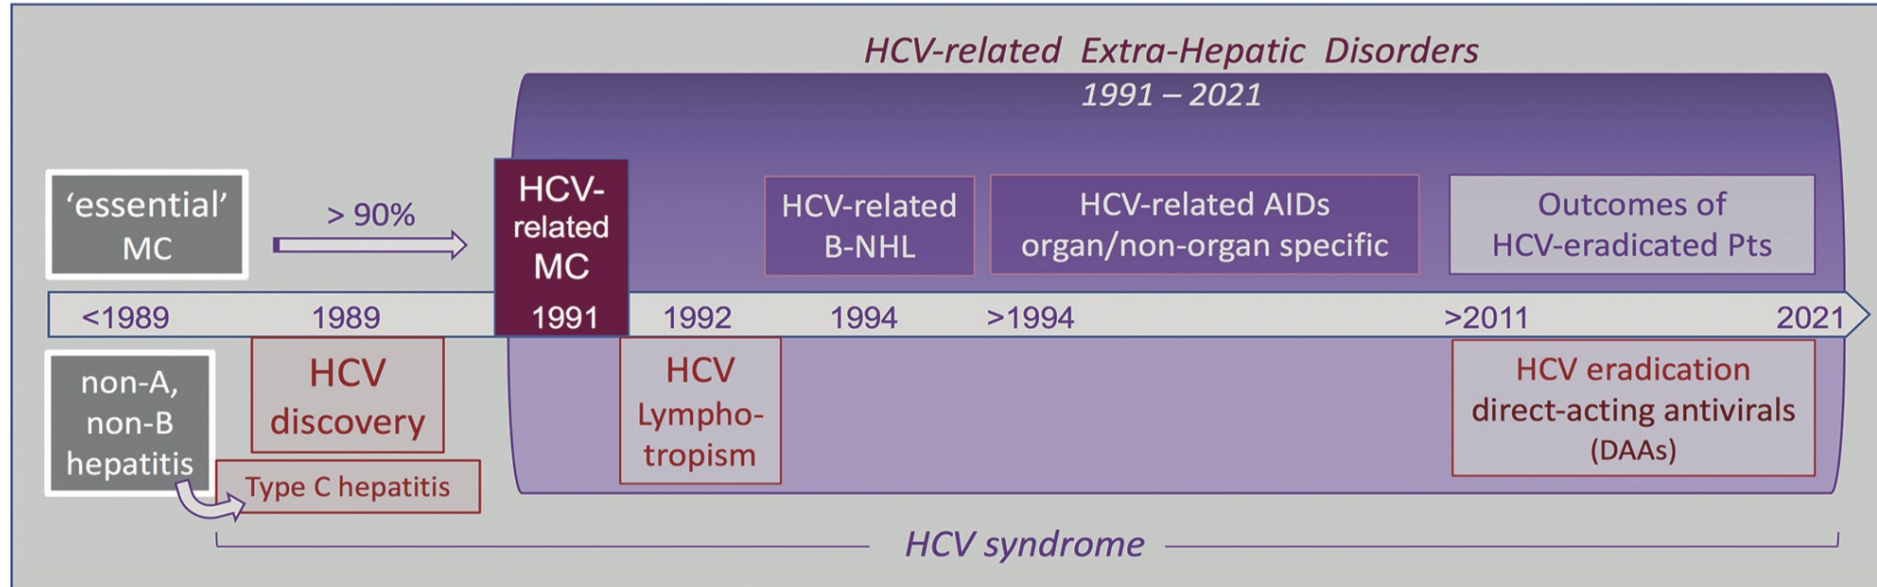 HCV-related Extra-Hepatic Disorders
1991 – 2021
‘essential’
MC
> 90%
HCV-
related
MC
HCV-related
B-NHL
HCV-related AIDs
organ/non-organ specific
Outcomes of
HCV-eradicated Pts
<1989
1989
1991
1992
1994
>1994
>2011
2021
non-A,
non-B
hepatitis
HCV
discovery
Type C hepatitis
HCV
Lympho-
tropism
HCV eradication
direct-acting antivirals
(DAAs)
HCV syndrome